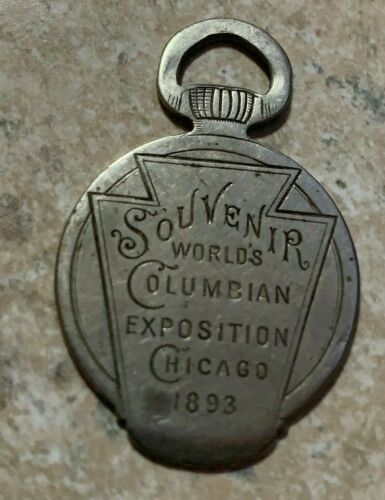 SOUVENIR
WORLD'S
COLUMBIAN
EXPOSITION
CHICAGO
1893